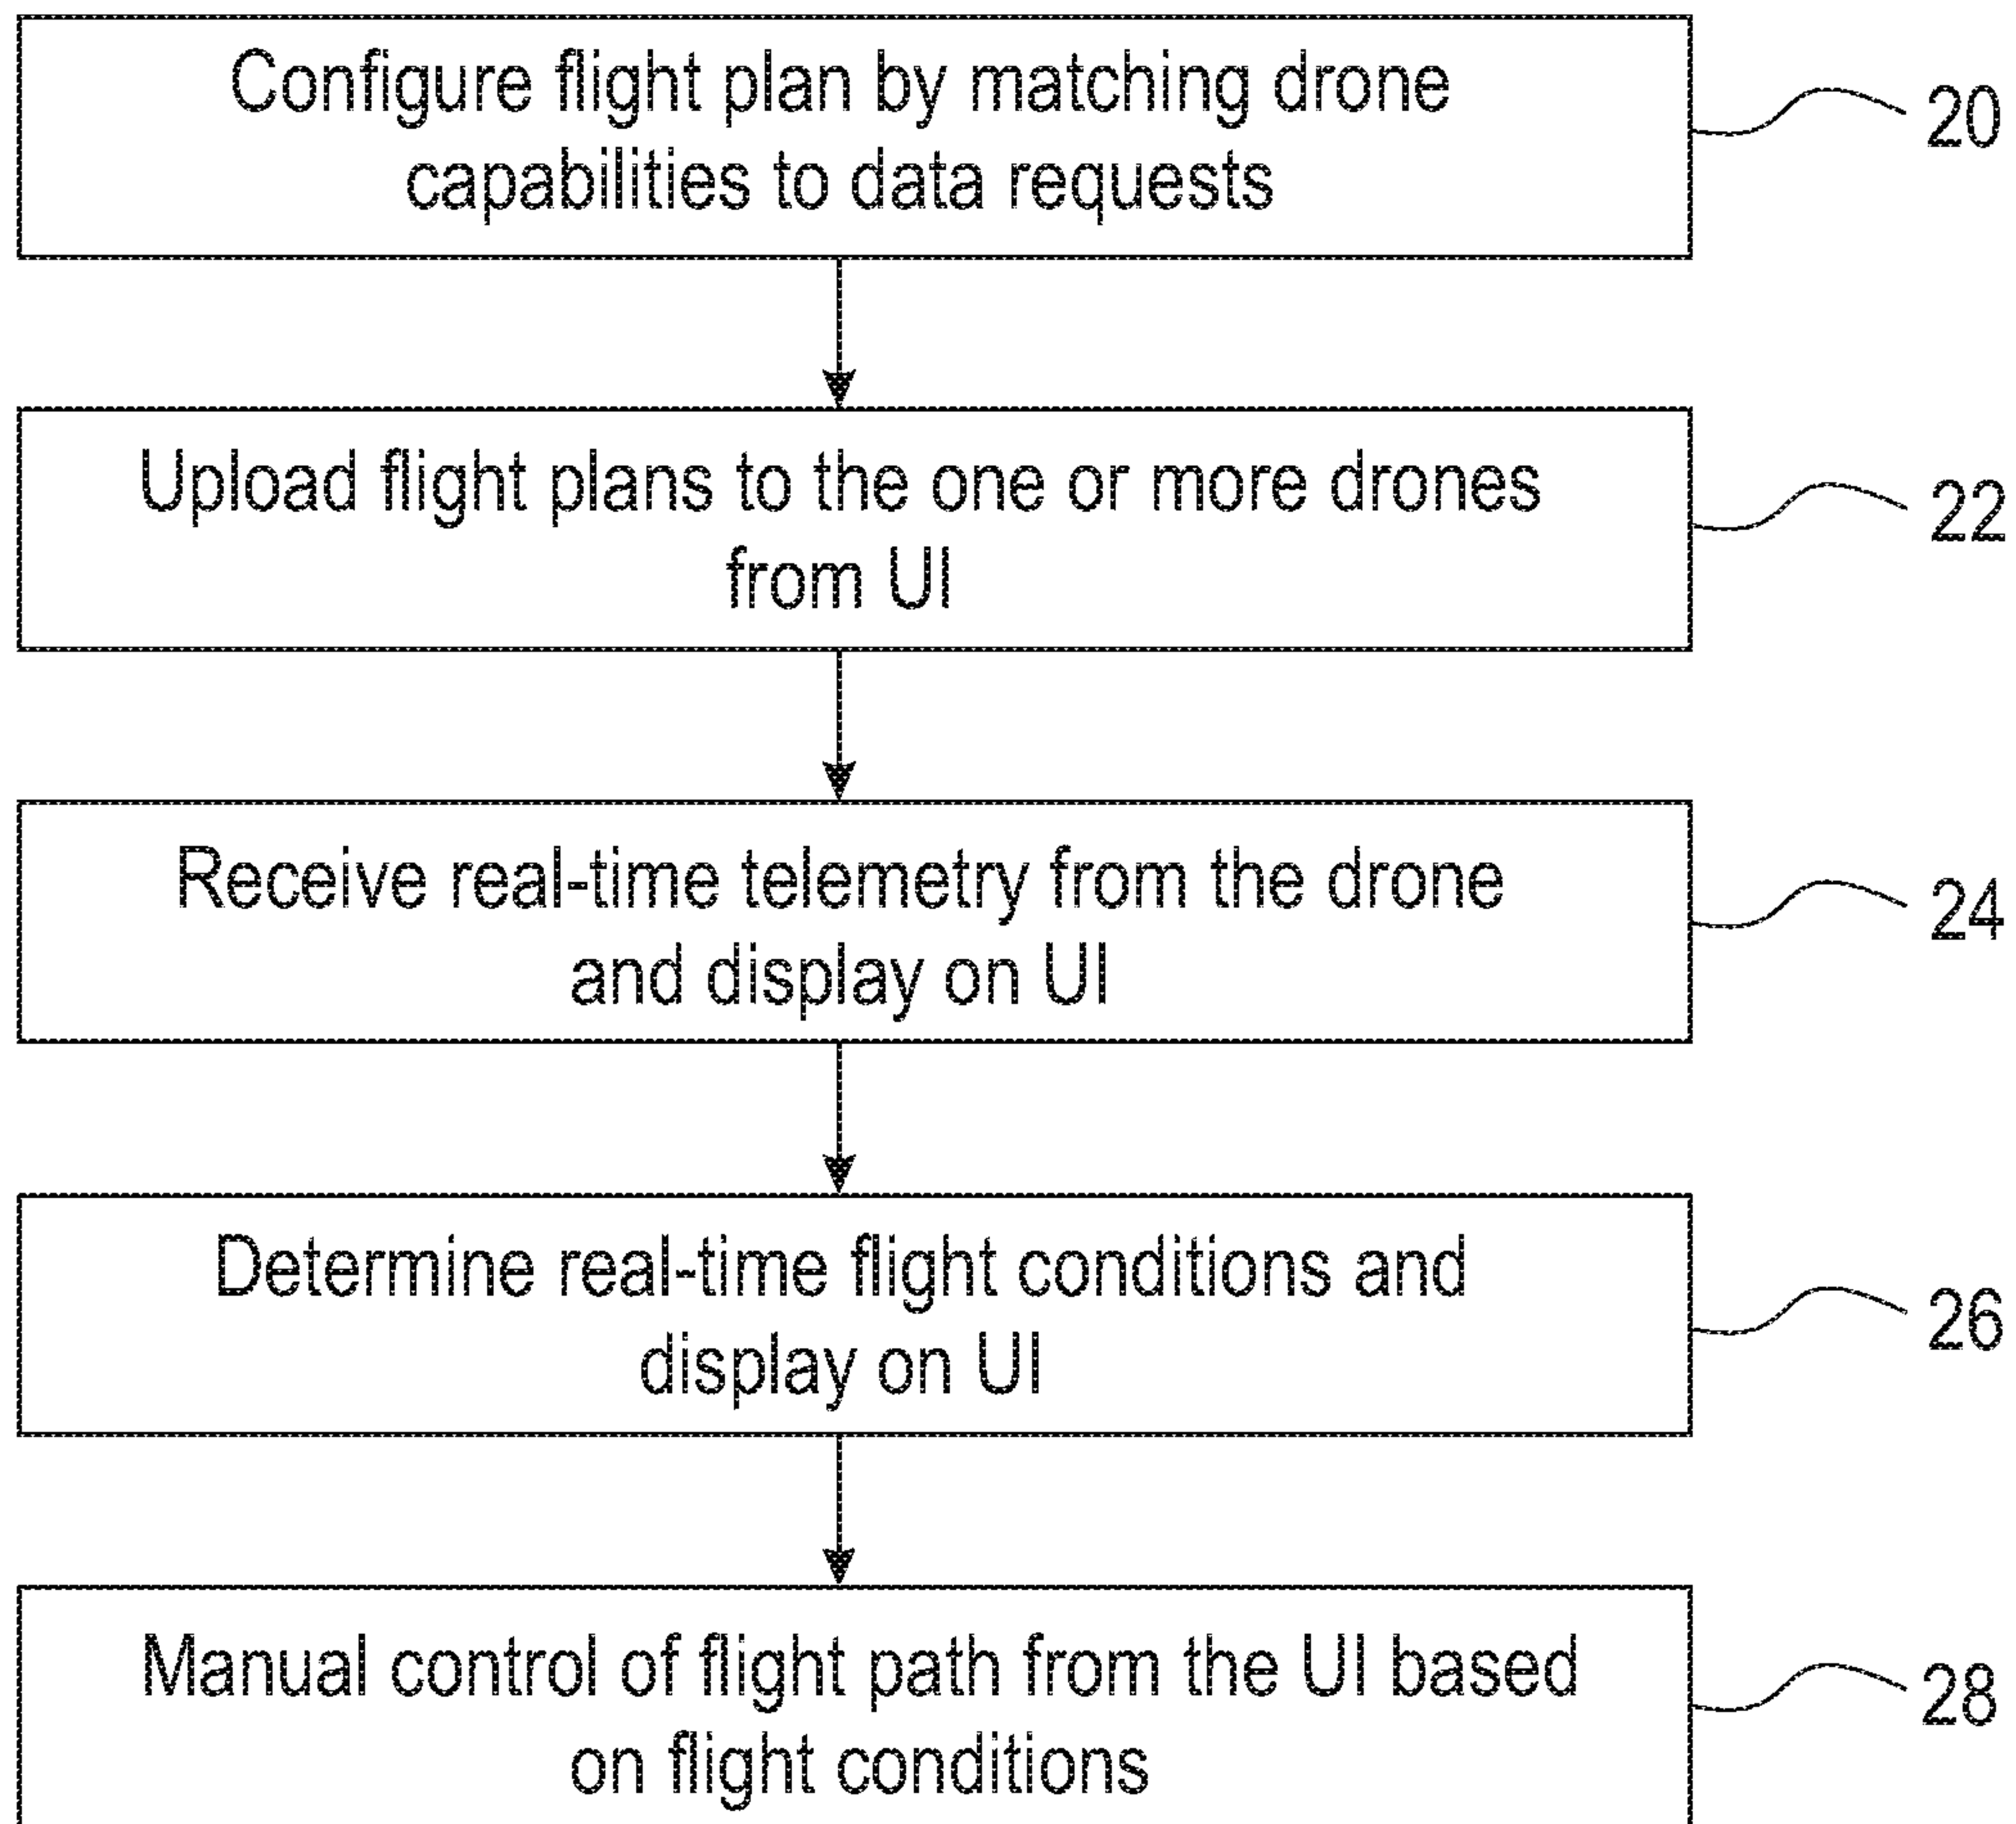 Configure flight plan by matching drone
capabilities to data requests
20
Upload flight plans to the one or more drones
from UI
22
Receive real-time telemetry from the drone
and display on UI
24
Determine real-time flight conditions and
display on UI
26
Manual control of flight path from the UI based
on flight conditions
28